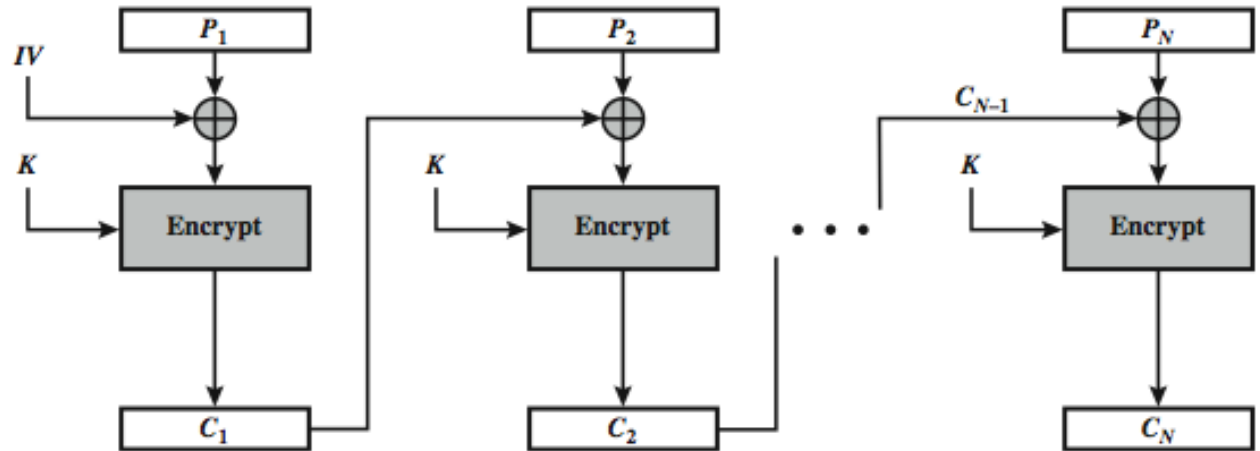 P1 P2 PN
IV
CN–1
K K K
Encrypt Encrypt Encrypt
C1 C2 CN